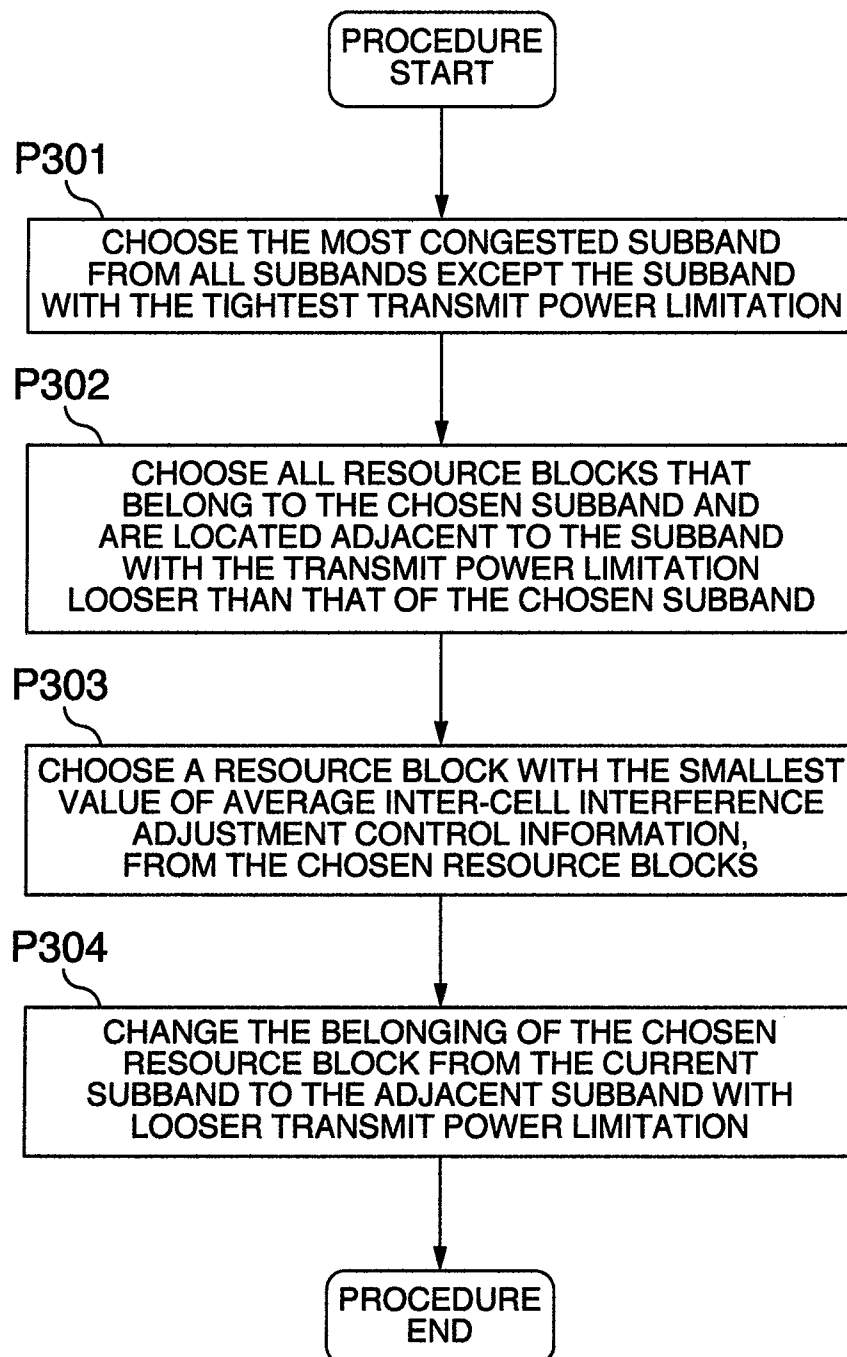 PROCEDURE
START
P301
CHOOSE THE MOST CONGESTED SUBBAND
FROM ALL SUBBANDS EXCEPT THE SUBBAND
WITH THE TIGHTEST TRANSMIT POWER LIMITATION
P302
CHOOSE ALL RESOURCE BLOCKS THAT
BELONG TO THE CHOSEN SUBBAND AND
ARE LOCATED ADJACENT TO THE SUBBAND
WITH THE TRANSMIT POWER LIMITATION
LOOSER THAN THAT OF THE CHOSEN SUBBAND
P303
CHOOSE A RESOURCE BLOCK WITH THE SMALLEST
VALUE OF AVERAGE INTER-CELL INTERFERENCE
ADJUSTMENT CONTROL INFORMATION,
FROM THE CHOSEN RESOURCE BLOCKS
P304
CHANGE THE BELONGING OF THE CHOSEN
RESOURCE BLOCK FROM THE CURRENT
SUBBAND TO THE ADJACENT SUBBAND WITH
LOOSER TRANSMIT POWER LIMITATION
PROCEDURE
END